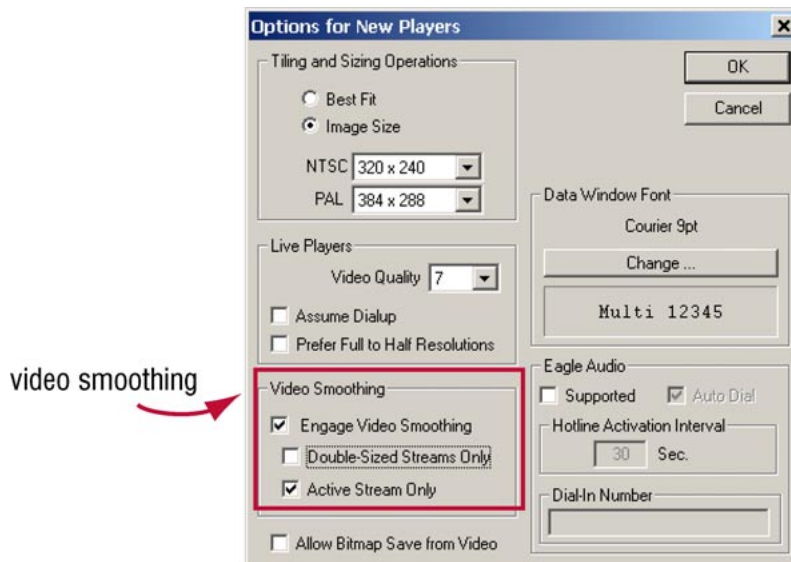 Options for New Players
Tiling and Sizing Operations
Best Fit
Image Size
NTSC 320 x 240
PAL 384 x 288
OK
Cancel
Live Players
Video Quality 7
Assume Dialup
Prefer Full to Half Resolutions
Data Window Font
Courier 9pt
Change ...
Multi 12345
video smoothing
Video Smoothing
Engage Video Smoothing
Double-Sized Streams Only
Active Stream Only
Allow Bitmap Save from Video
Eagle Audio
Supported Auto Dial
Hotline Activation Interval
30 Sec.
Dial-In Number